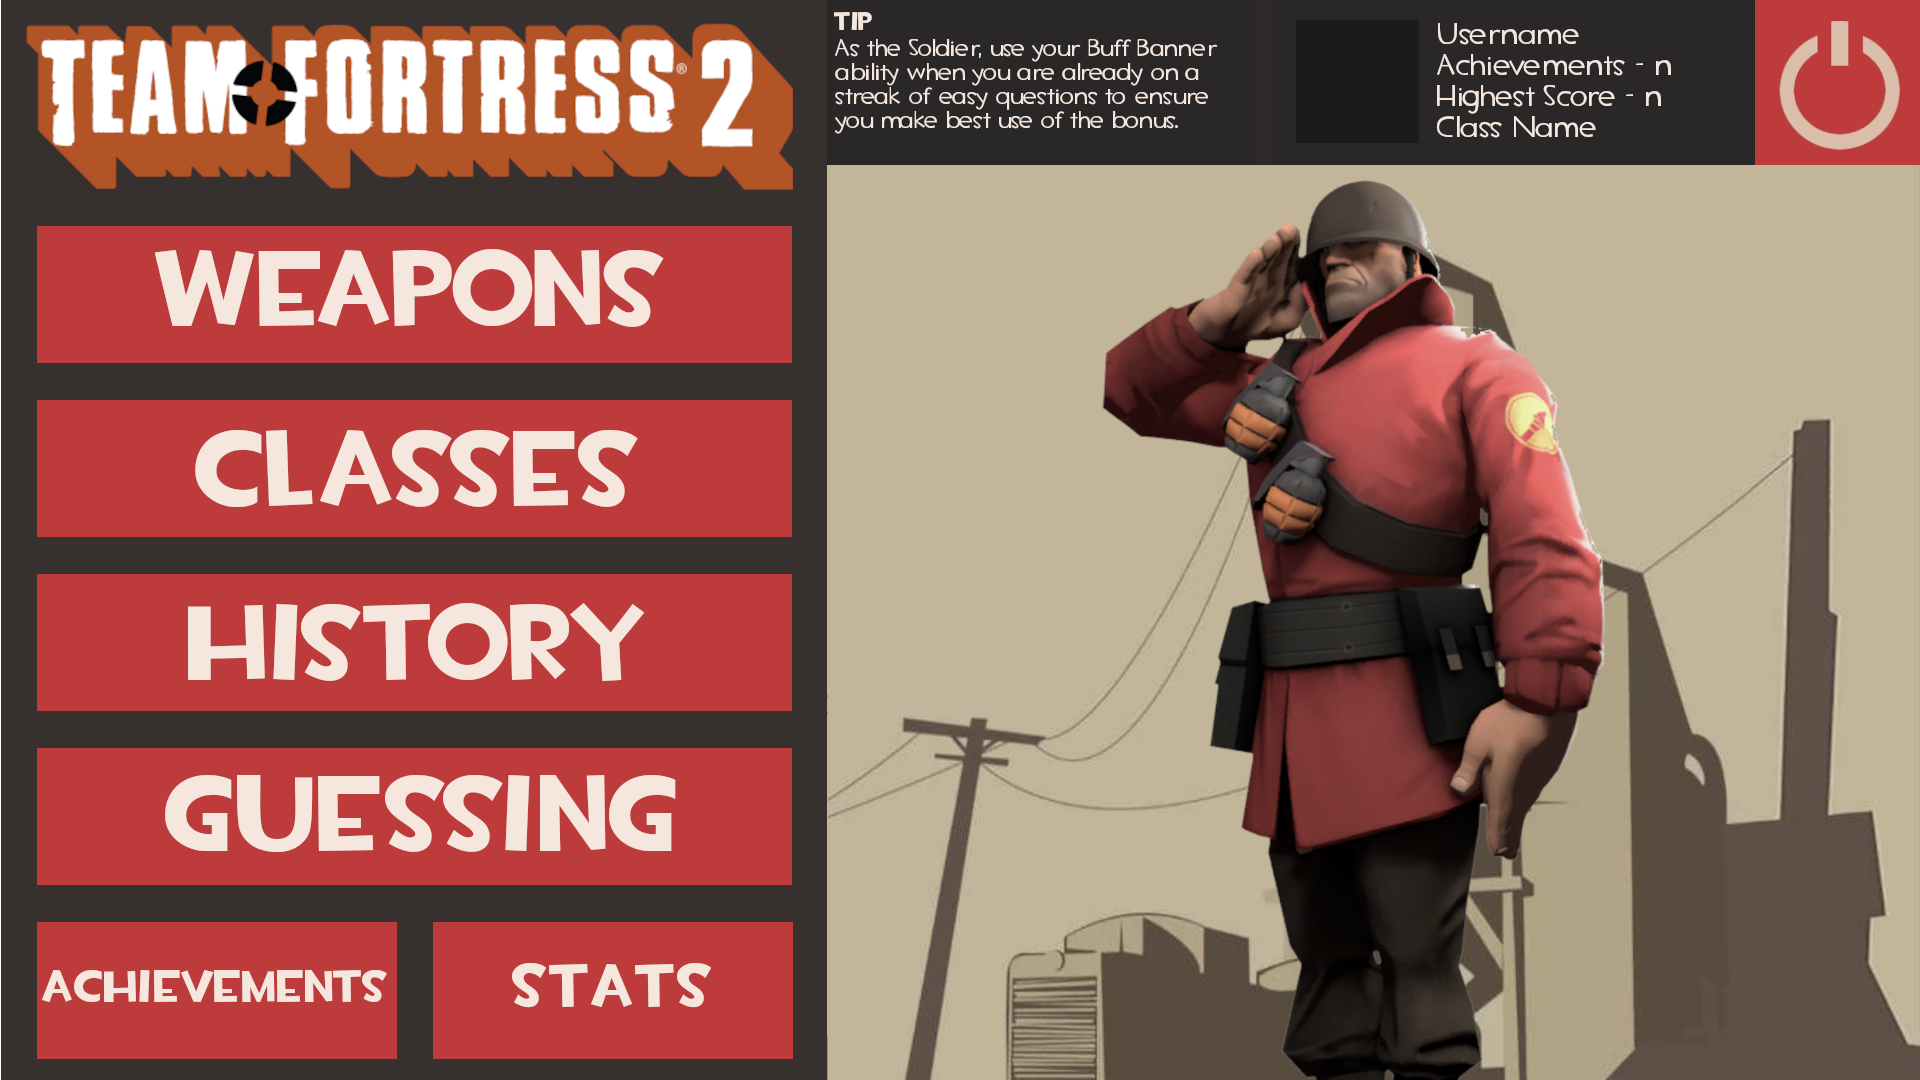 TEAM FORTRESS® 2
TIP
As the Soldier, use your Buff Banner
ability when you are already on a
streak of easy questions to ensure
you make best use of the bonus.
Username
Achievements - n
Highest Score - n
Class Name
WEAPONS
CLASSES
HISTORY
GUESSING
ACHIEVEMENTS
STATS